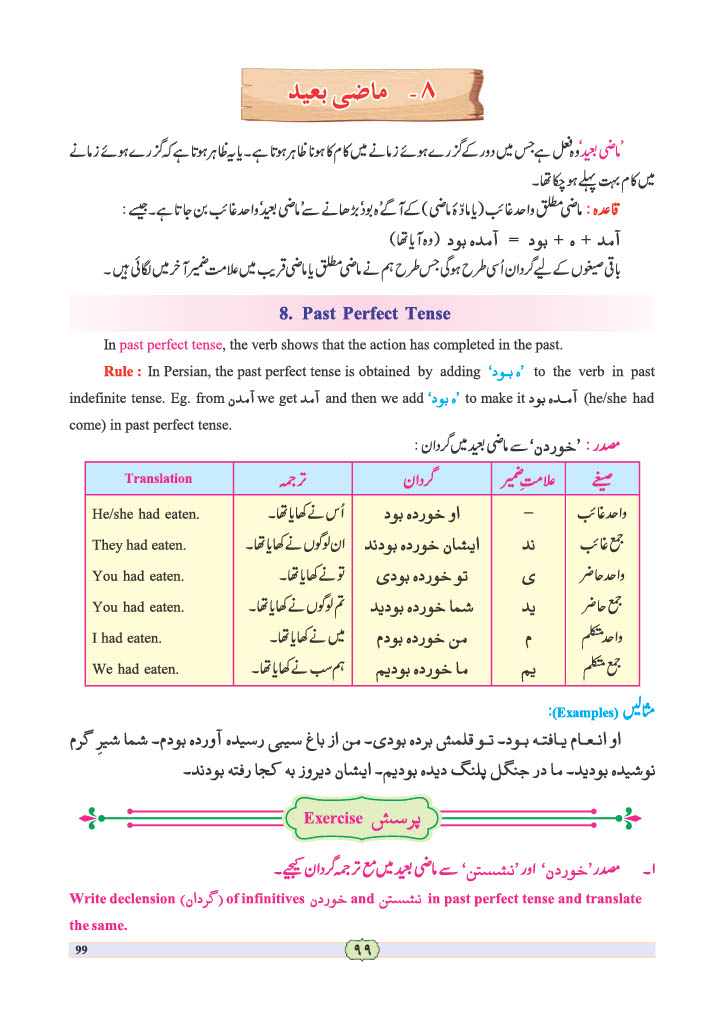 ۸ - ماضی بعید
’ماضی بعید‘ وہ فعل ہے جس میں دور کے گزرے ہوئے زمانے میں کام کا ہونا ظاہر ہوتا ہے۔ یا یہ ظاہر ہوتا ہے کہ گزرے ہوئے زمانے
میں کام بہت پہلے ہو چکا تھا۔
قاعدہ : ماضی مطلق واحد غائب (یا مادّۂ ماضی) کے آگے ’ہ بود‘ بڑھانے سے ’ماضی بعید‘ واحد غائب بن جاتا ہے۔ جیسے :
آمد + ہ + بود = آمدہ بود (وہ آیا تھا)
باقی صیغوں کے لیے گردان اُسی طرح ہوگی جس طرح ہم نے ماضی مطلق یا ماضی قریب میں علامت ضمیر آخر میں لگائی ہیں۔
8. Past Perfect Tense
In past perfect tense, the verb shows that the action has completed in the past.
Rule : In Persian, the past perfect tense is obtained by adding ’ہ بود‘ to the verb in past
indefinite tense. Eg. from آمدن we get آمد and then we add ’ہ بود‘ to make it آمدہ بود (he/she had
come) in past perfect tense.
مصدر : ’خوردن‘ سے ماضی بعید میں گردان :
صیغے علامتِ ضمیر گردان ترجمہ Translation
واحد غائب – او خوردہ بود اُس نے کھایا تھا۔ He/she had eaten.
جمع غائب ند ایشان خوردہ بودند ان لوگوں نے کھایا تھا۔ They had eaten.
واحد حاضر ی تو خوردہ بودی تو نے کھایا تھا۔ You had eaten.
جمع حاضر ید شما خوردہ بودید تم لوگوں نے کھایا تھا۔ You had eaten.
واحد متکلم م من خوردہ بودم میں نے کھایا تھا۔ I had eaten.
جمع متکلم یم ما خوردہ بودیم ہم سب نے کھایا تھا۔ We had eaten.
مثالیں (Examples):
او انعام یافتہ بود۔ تو قلمش بردہ بودی۔ من از باغ سیبی رسیدہ آوردہ بودم۔ شما شیرِ گرم
نوشیدہ بودید۔ ما در جنگل پلنگ دیدہ بودیم۔ ایشان دیروز بہ کجا رفتہ بودند۔
پرسش Exercise
۱۔ مصدر ’خوردن‘ اور ’نشستن‘ سے ماضی بعید میں مع ترجمہ گردان کیجیے۔
Write declension (گردان) of infinitives خوردن and نشستن in past perfect tense and translate
the same.
99 ۹۹